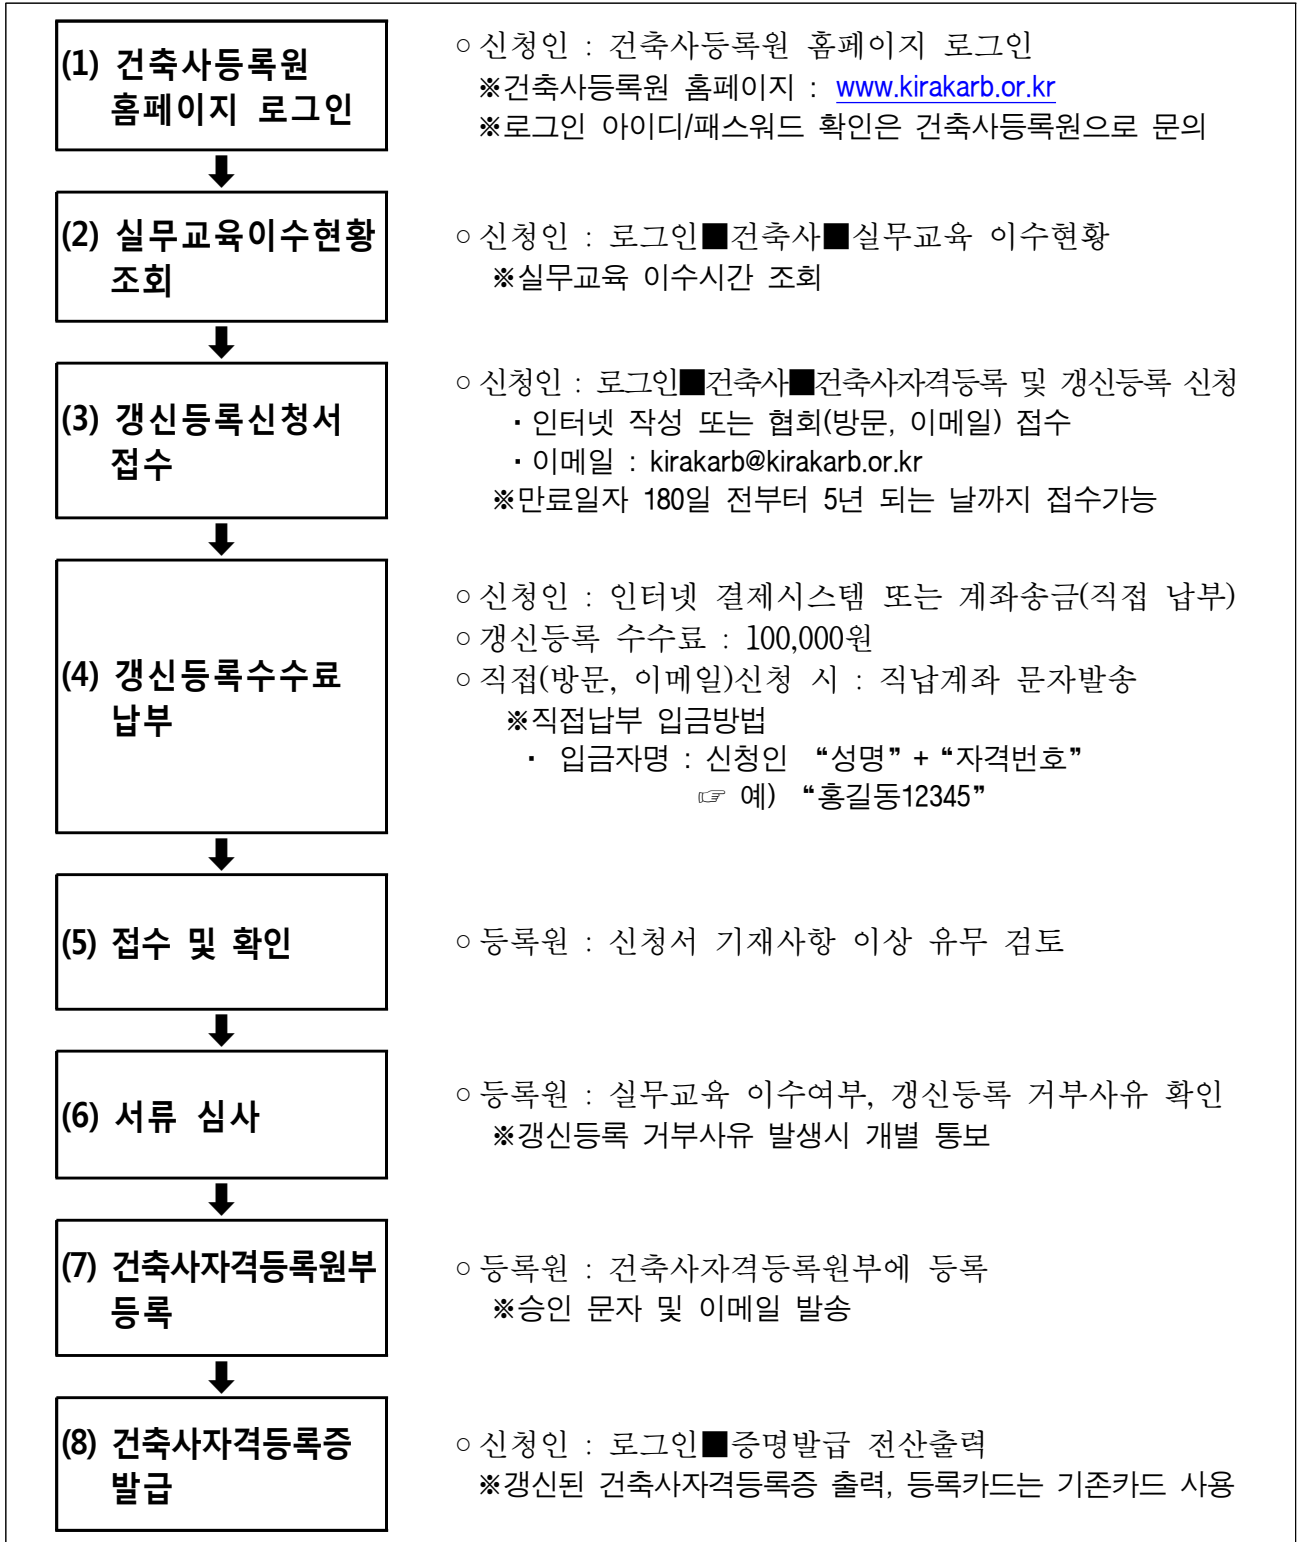 (1) 건축사등록원
홈페이지 로그인
○ 신청인 : 건축사등록원 홈페이지 로그인
※건축사등록원 홈페이지 : www.kirakarb.or.kr
※로그인 아이디/패스워드 확인은 건축사등록원으로 문의
(2) 실무교육이수현황
조회
○ 신청인 : 로그인■건축사■실무교육 이수현황
※실무교육 이수시간 조회
(3) 갱신등록신청서
접수
○ 신청인 : 로그인■건축사■건축사자격등록 및 갱신등록 신청
・인터넷 작성 또는 협회(방문, 이메일) 접수
・이메일 : kirakarb@kirakarb.or.kr
※만료일자 180일 전부터 5년 되는 날까지 접수가능
(4) 갱신등록수수료
납부
○ 신청인 : 인터넷 결제시스템 또는 계좌송금(직접 납부)
○ 갱신등록 수수료 : 100,000원
○ 직접(방문, 이메일)신청 시 : 직납계좌 문자발송
※직접납부 입금방법
・ 입금자명 : 신청인 “성명” + “자격번호”
☞ 예) “홍길동12345”
(5) 접수 및 확인
○ 등록원 : 신청서 기재사항 이상 유무 검토
(6) 서류 심사
○ 등록원 : 실무교육 이수여부, 갱신등록 거부사유 확인
※갱신등록 거부사유 발생시 개별 통보
(7) 건축사자격등록원부
등록
○ 등록원 : 건축사자격등록원부에 등록
※승인 문자 및 이메일 발송
(8) 건축사자격등록증
발급
○ 신청인 : 로그인■증명발급 전산출력
※갱신된 건축사자격등록증 출력, 등록카드는 기존카드 사용